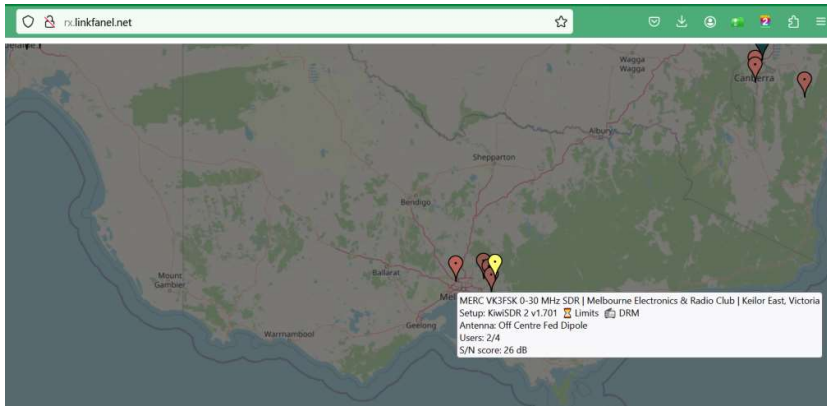 rx.linkfanel.net
2
Wagga
Wagga
Canberra
Albury
Shepparton
Bendigo
Ballarat
Mount
Gambier
Geelong
Warrnambool
MERC VK3FSK 0-30 MHz SDR | Melbourne Electronics & Radio Club | Keilor East, Victoria
Setup: KiwiSDR 2 v1.701 ⌛ Limits 📻 DRM
Antenna: Off Centre Fed Dipole
Users: 2/4
S/N score: 26 dB